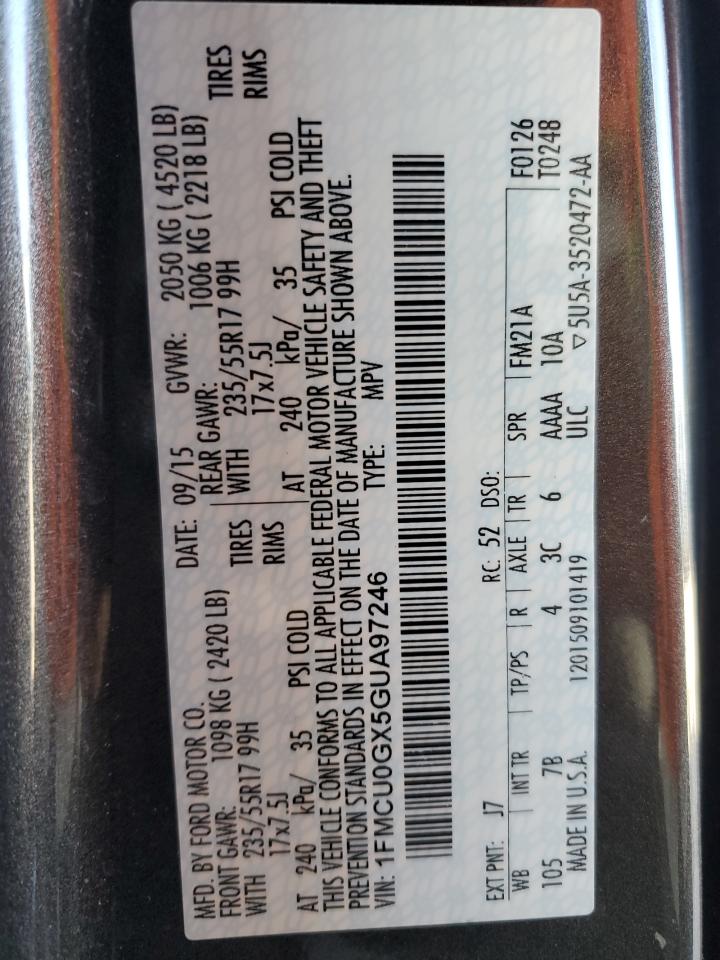 MFD. BY FORD MOTOR CO.
DATE: 09/15 GVWR: 2050 KG ( 4520 LB)
FRONT GAWR: 1098 KG ( 2420 LB) REAR GAWR: 1006 KG ( 2218 LB)
WITH 235/55R17 99H TIRES WITH 235/55R17 99H TIRES
17x7.5J RIMS 17x7.5J RIMS
AT 240 kPa/ 35 PSI COLD AT 240 kPa/ 35 PSI COLD
THIS VEHICLE CONFORMS TO ALL APPLICABLE FEDERAL MOTOR VEHICLE SAFETY AND THEFT
PREVENTION STANDARDS IN EFFECT ON THE DATE OF MANUFACTURE SHOWN ABOVE.
VIN: 1FMCU0GX5GUA97246 TYPE: MPV
EXT PNT: J7 RC: 52 DSO:
WB INT TR TP/PS R AXLE TR SPR FM21A F0126
105 7B 4 3C 6 AAAA 10A T0248
MADE IN U.S.A. 1201509101419 ULC ▽5U5A-3520472-AA